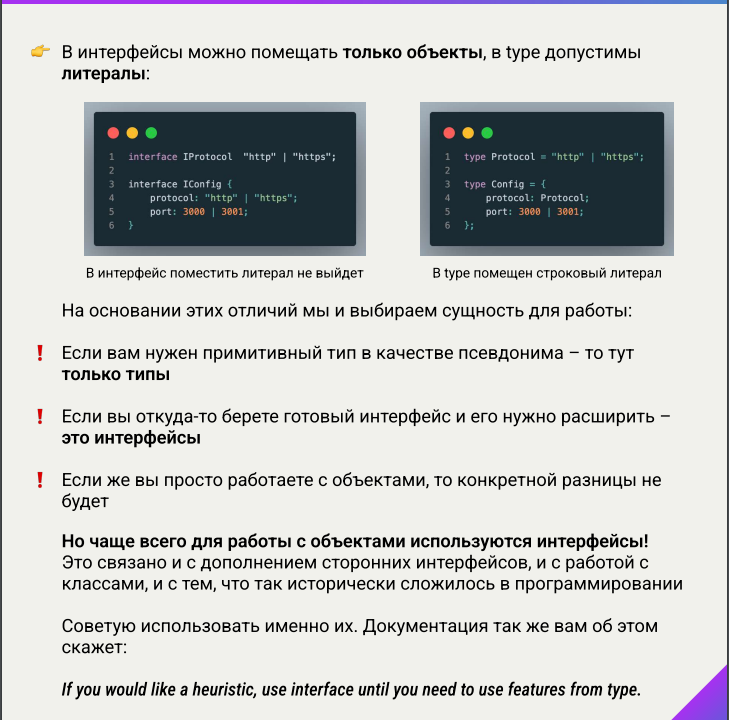 В интерфейсы можно помещать только объекты, в type допустимы
литералы:
1 interface IProtocol  "http" | "https";
2
3 interface IConfig {
4     protocol: "http" | "https";
5     port: 3000 | 3001;
6 }
В интерфейс поместить литерал не выйдет
1 type Protocol = "http" | "https";
2
3 type Config = {
4     protocol: Protocol;
5     port: 3000 | 3001;
6 };
В type помещен строковый литерал
На основании этих отличий мы и выбираем сущность для работы:
Если вам нужен примитивный тип в качестве псевдонима – то тут
только типы
Если вы откуда-то берете готовый интерфейс и его нужно расширить –
это интерфейсы
Если же вы просто работаете с объектами, то конкретной разницы не
будет
Но чаще всего для работы с объектами используются интерфейсы!
Это связано и с дополнением сторонних интерфейсов, и с работой с
классами, и с тем, что так исторически сложилось в программировании
Советую использовать именно их. Документация так же вам об этом
скажет:
If you would like a heuristic, use interface until you need to use features from type.